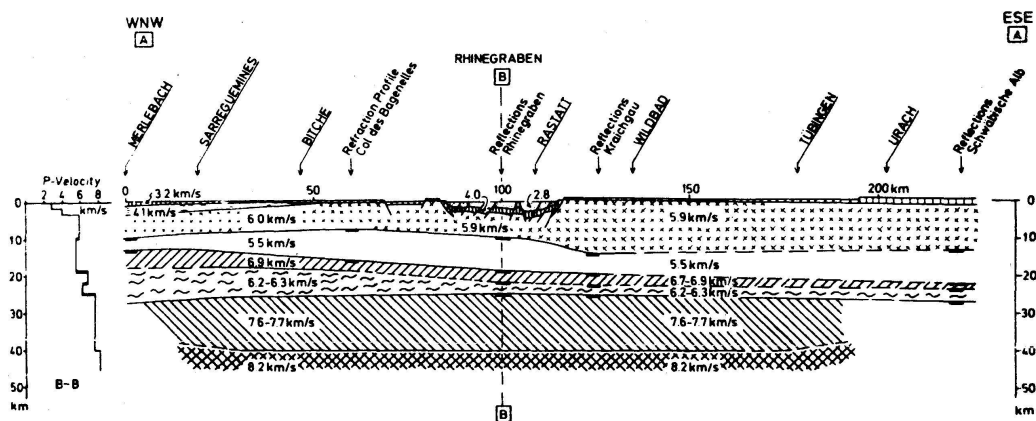 WNW
A
ESE
A
RHINEGRABEN
B
MERLEBACH
SARREGUEMINES
BITCHE
Refraction Profile
Col des Bagenelles
Reflections
Rhinegraben
RASTATT
Reflections
Kraichgau
WILDBAD
TÜBINGEN
URACH
Reflections
Schwäbische Alb
P-Velocity
2 4 6 8
km/s
0 50 100 150 200 km
3.2 km/s
4.1 km/s
6.0 km/s
4.0
2.8
5.9 km/s
5.9 km/s
5.5 km/s
5.5 km/s
6.9 km/s
6.7-6.9 km/s
6.2-6.3 km/s
6.2-6.3 km/s
7.6-7.7 km/s
7.6-7.7 km/s
8.2 km/s
8.2 km/s
0
10
20
30
40
50
km
B-B
B
0
-10
-20
-30
-40
-50
km